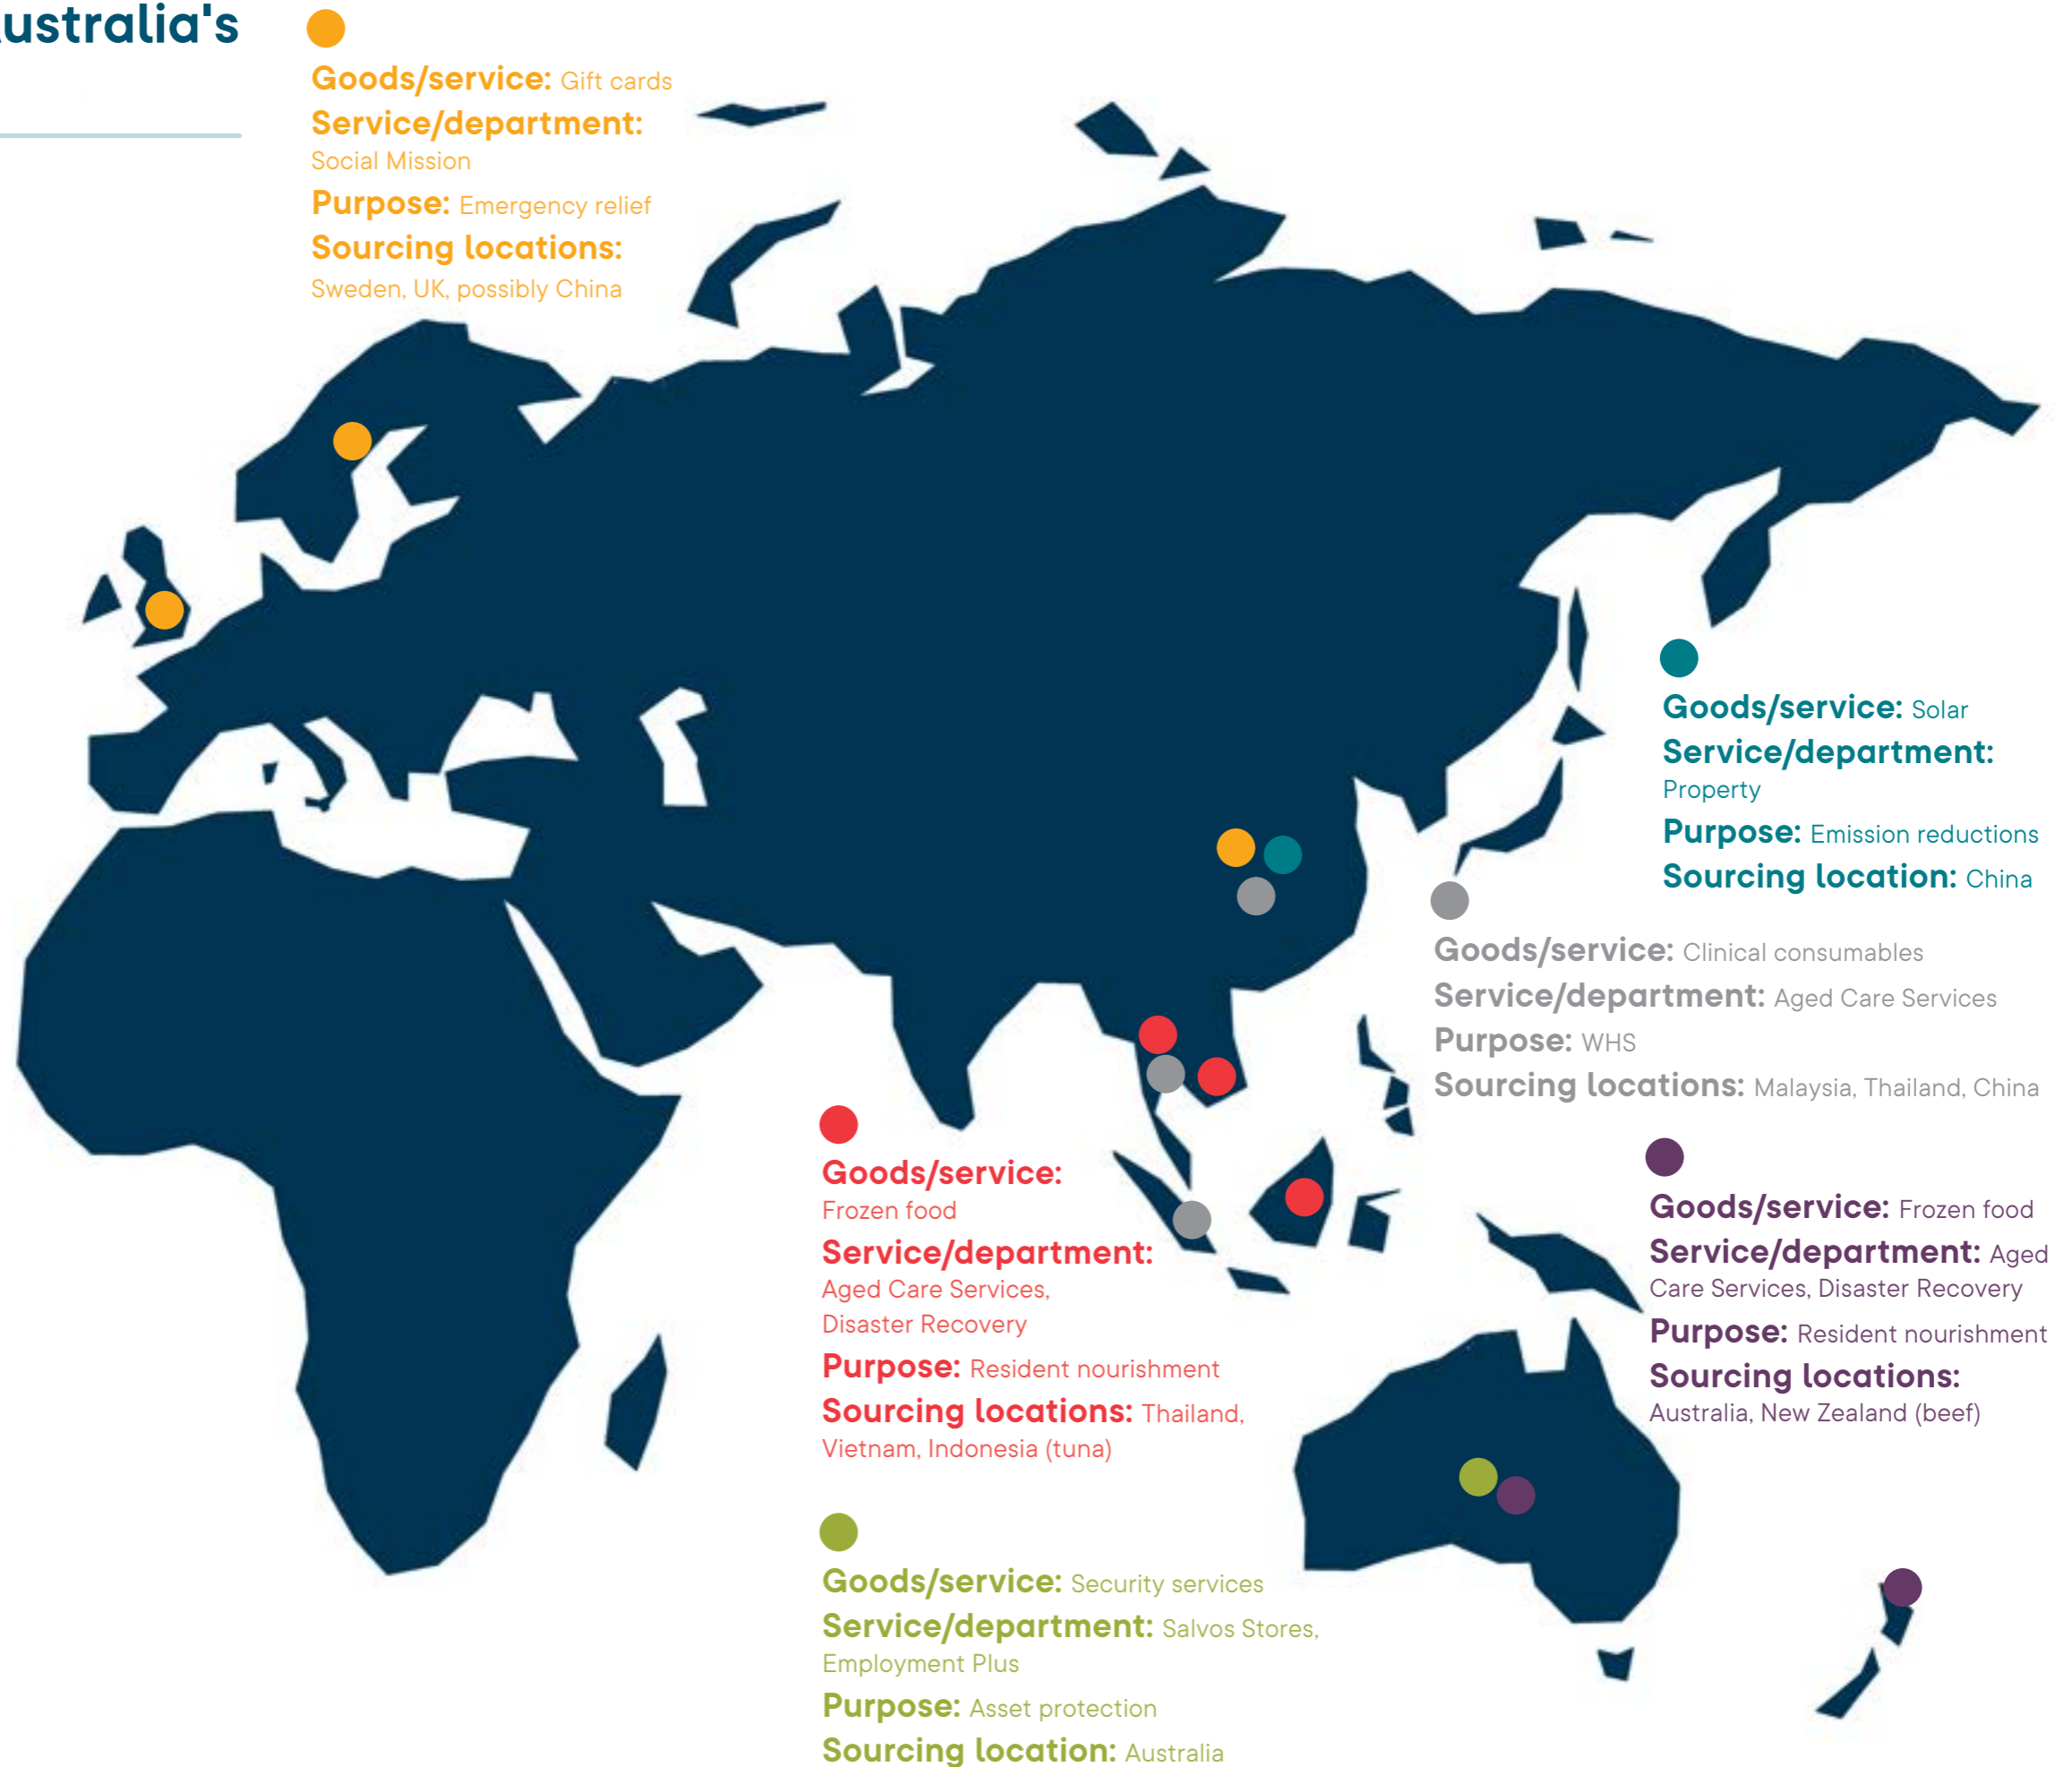 ustralia's
Goods/service: Gift cards
Service/department:
Social Mission
Purpose: Emergency relief
Sourcing locations:
Sweden, UK, possibly China
Goods/service: Solar
Service/department:
Property
Purpose: Emission reductions
Sourcing location: China
Goods/service: Clinical consumables
Service/department: Aged Care Services
Purpose: WHS
Sourcing locations: Malaysia, Thailand, China
Goods/service:
Frozen food
Service/department:
Aged Care Services,
Disaster Recovery
Purpose: Resident nourishment
Sourcing locations: Thailand,
Vietnam, Indonesia (tuna)
Goods/service: Frozen food
Service/department: Aged
Care Services, Disaster Recovery
Purpose: Resident nourishment
Sourcing locations:
Australia, New Zealand (beef)
Goods/service: Security services
Service/department: Salvos Stores,
Employment Plus
Purpose: Asset protection
Sourcing location: Australia